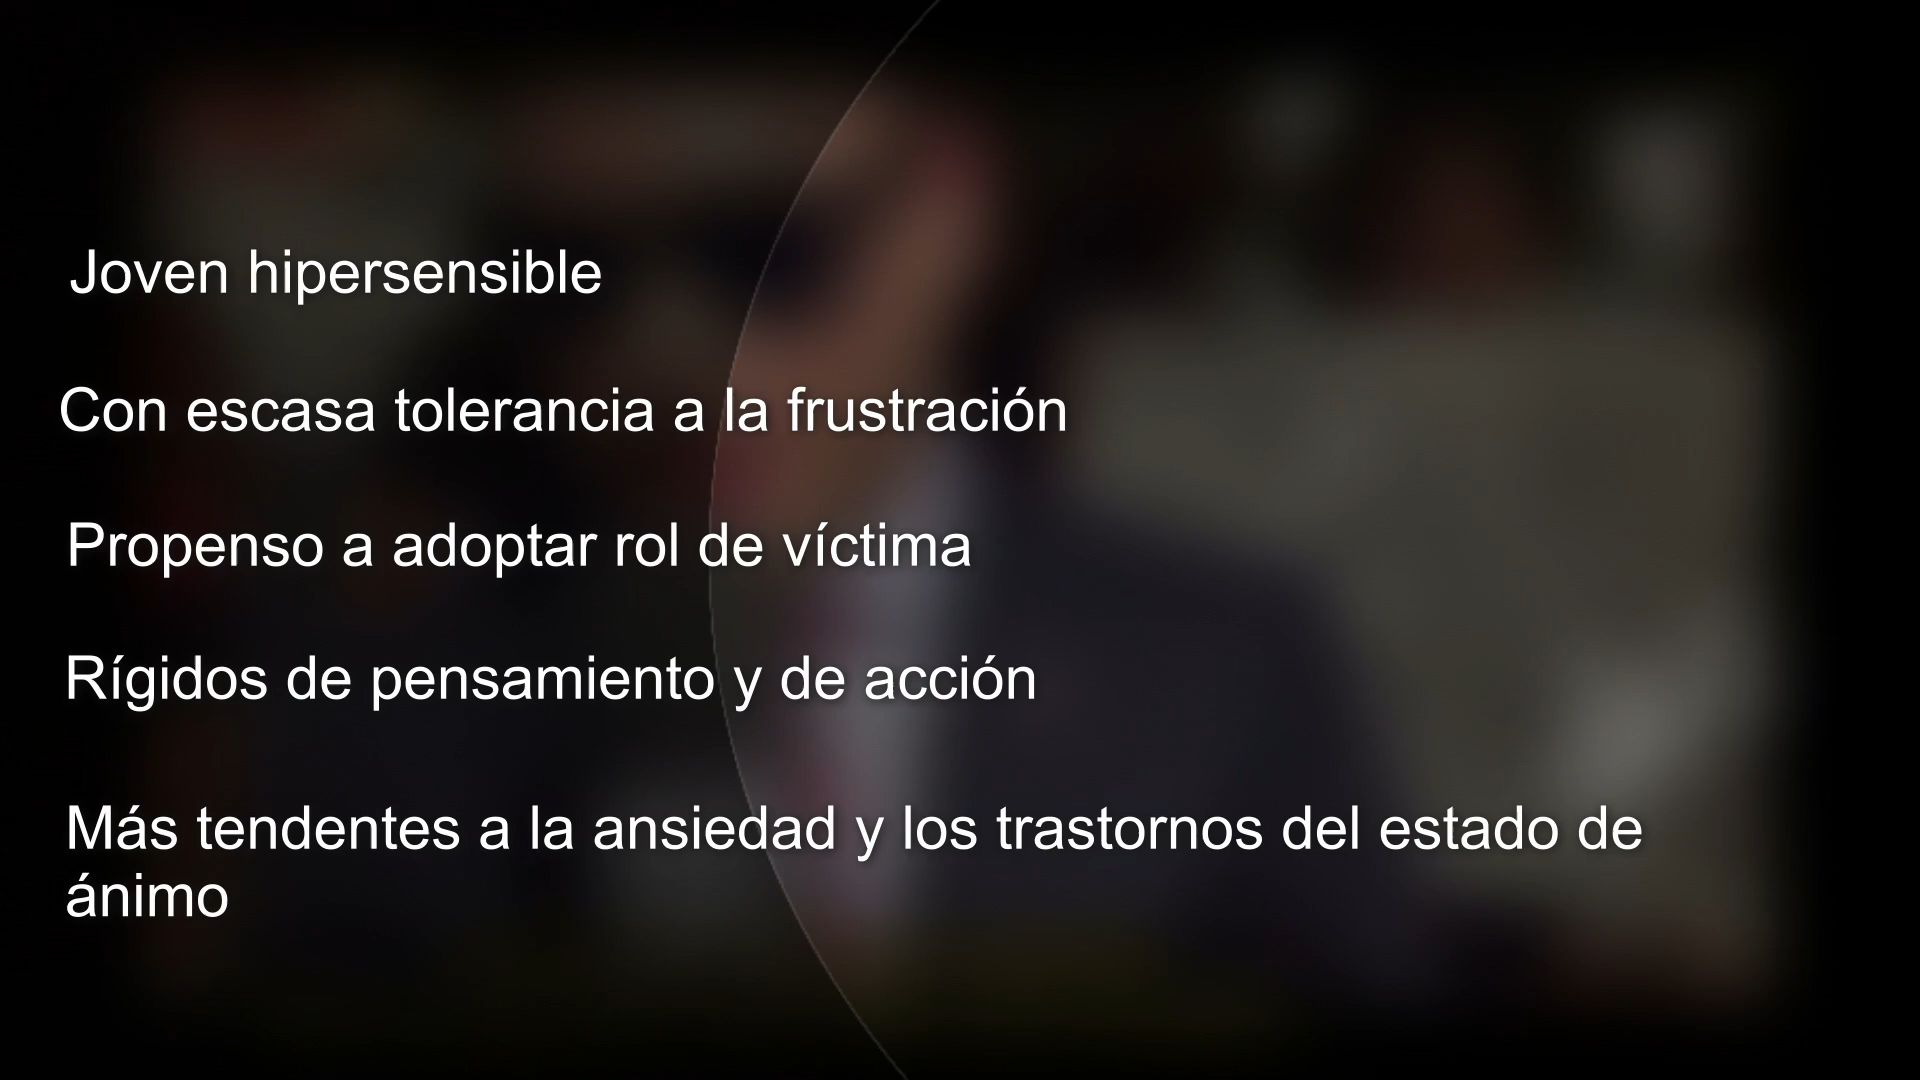 Joven hipersensible
Con escasa tolerancia a la frustración
Propenso a adoptar rol de víctima
Rígidos de pensamiento y de acción
Más tendentes a la ansiedad y los trastornos del estado de
ánimo